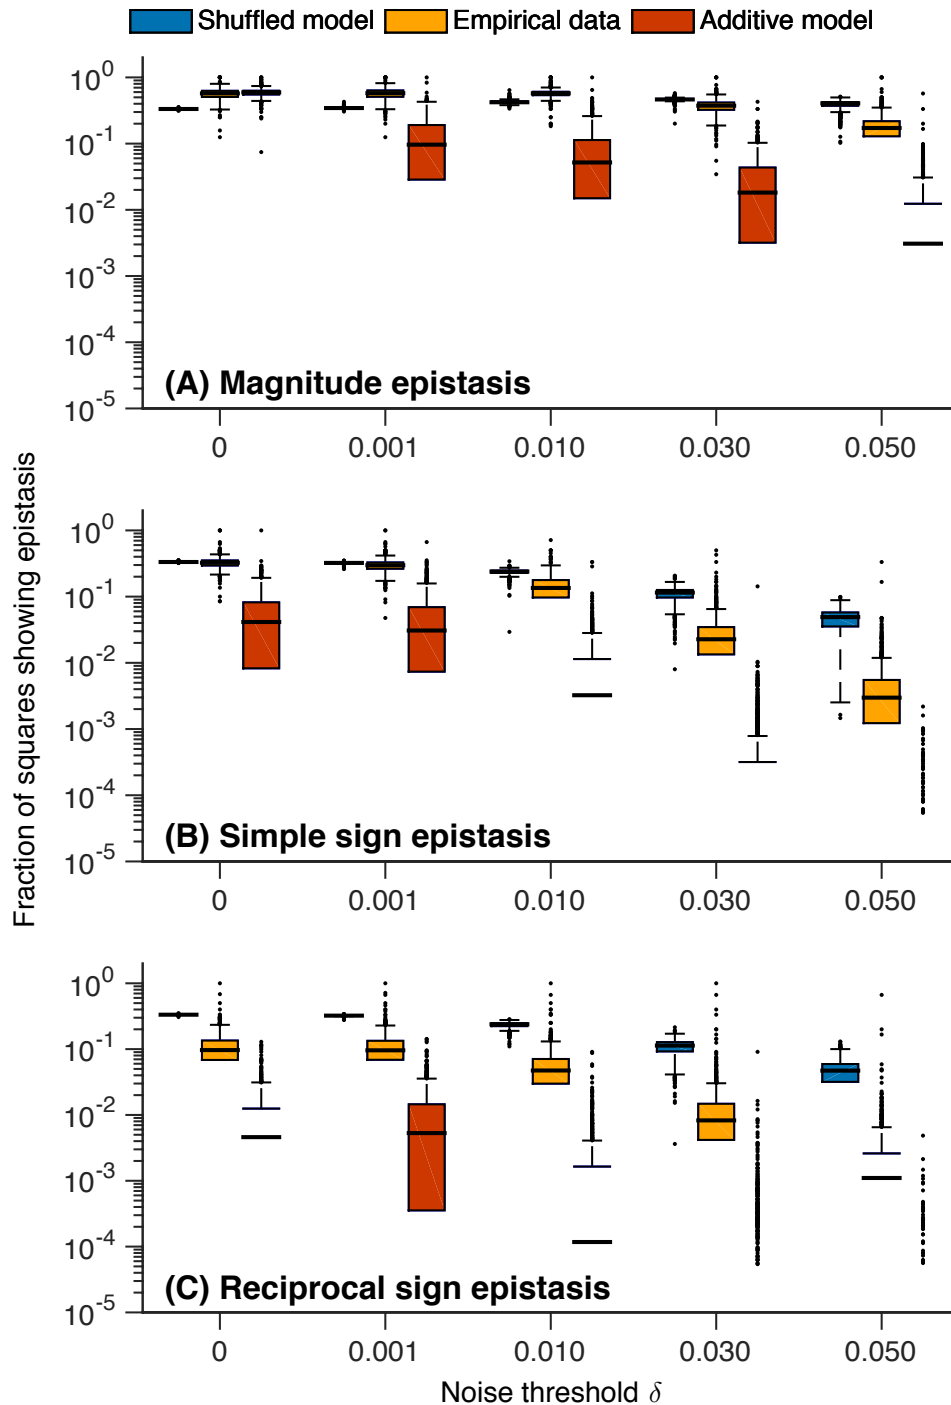 Shuffled model Empirical data Additive model
10^0
10^-1
10^-2
10^-3
10^-4
10^-5
(A) Magnitude epistasis
0 0.001 0.010 0.030 0.050
Fraction of squares showing epistasis
10^0
10^-1
10^-2
10^-3
10^-4
10^-5
(B) Simple sign epistasis
0 0.001 0.010 0.030 0.050
10^0
10^-1
10^-2
10^-3
10^-4
10^-5
(C) Reciprocal sign epistasis
0 0.001 0.010 0.030 0.050
Noise threshold δ